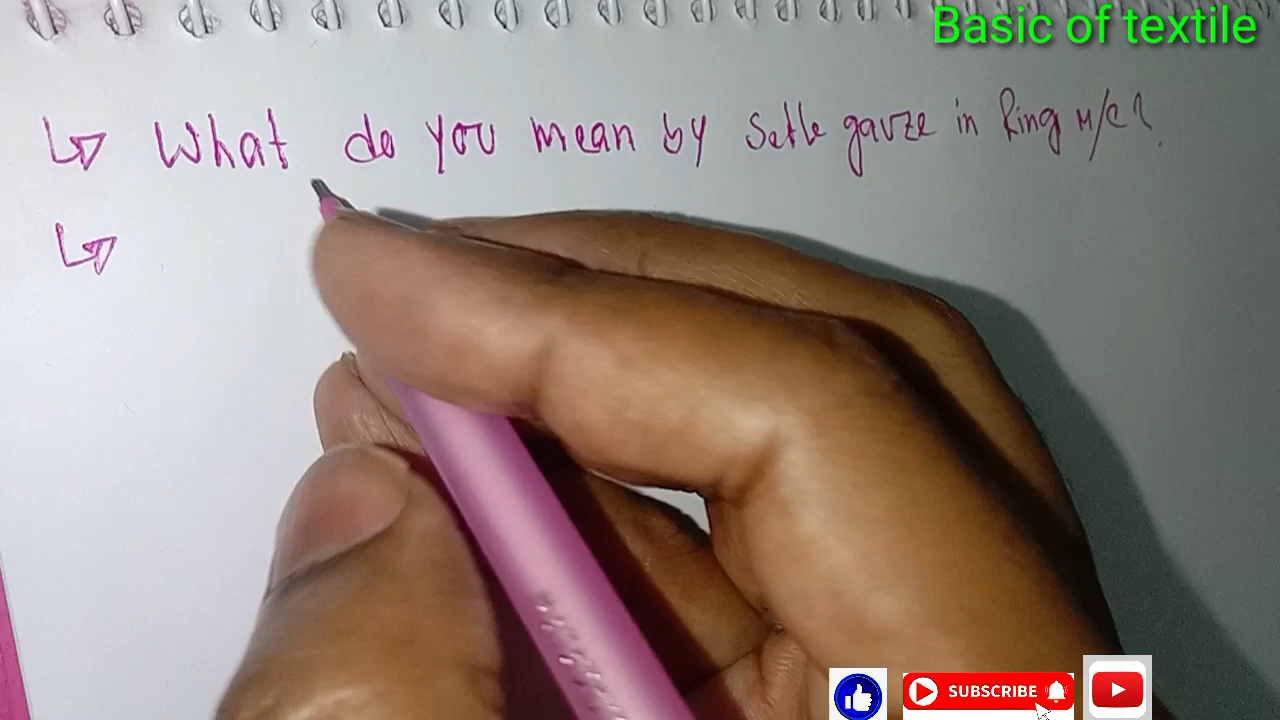 Basic of textile
What do you mean by Setle gauze in Ring M/C?
SUBSCRIBE